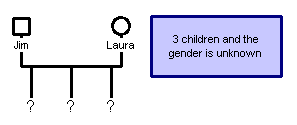 Jim Laura
3 children and the
gender is unknown
? ? ?